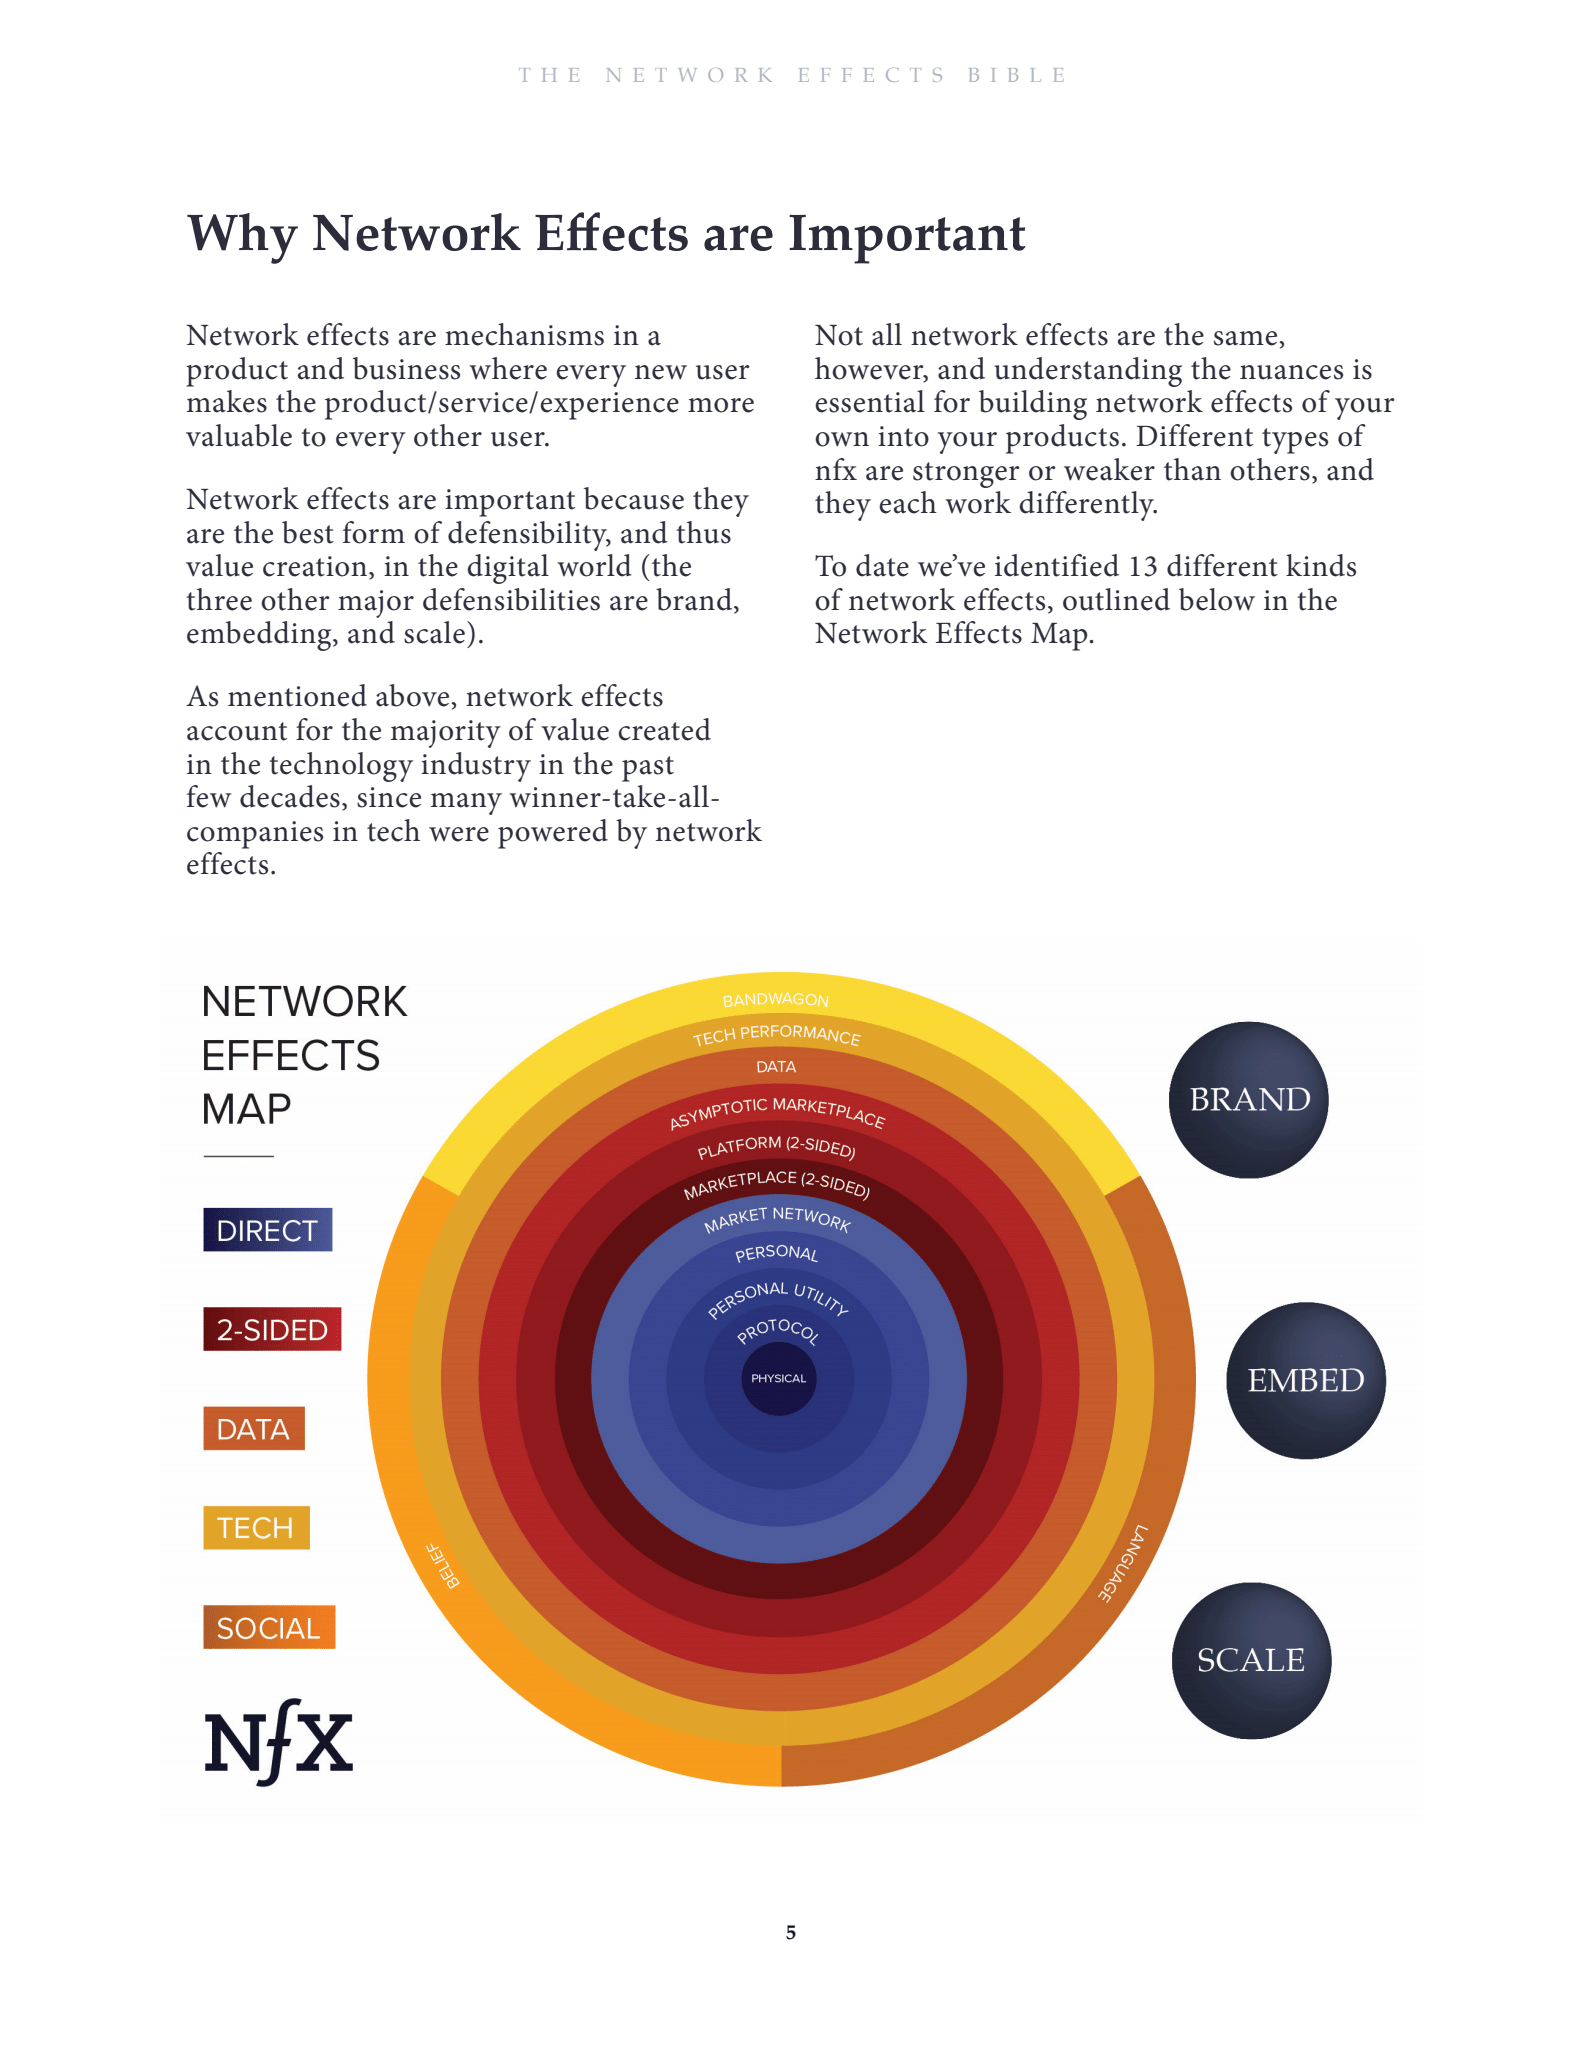 THE NETWORK EFFECTS BIBLE
Why Network Effects are Important
Network effects are mechanisms in a
product and business where every new user
makes the product/service/experience more
valuable to every other user.
Network effects are important because they
are the best form of defensibility, and thus
value creation, in the digital world (the
three other major defensibilities are brand,
embedding, and scale).
As mentioned above, network effects
account for the majority of value created
in the technology industry in the past
few decades, since many winner-take-all-
companies in tech were powered by network
effects.
Not all network effects are the same,
however, and understanding the nuances is
essential for building network effects of your
own into your products. Different types of
nfx are stronger or weaker than others, and
they each work differently.
To date we’ve identified 13 different kinds
of network effects, outlined below in the
Network Effects Map.
NETWORK
EFFECTS
MAP
DIRECT
2-SIDED
DATA
TECH
SOCIAL
NfX
BANDWAGON
TECH PERFORMANCE
DATA
ASYMPTOTIC MARKETPLACE
PLATFORM (2-SIDED)
MARKETPLACE (2-SIDED)
MARKET NETWORK
PERSONAL
PERSONAL UTILITY
PROTOCOL
PHYSICAL
BELIEF
LANGUAGE
BRAND
EMBED
SCALE
5